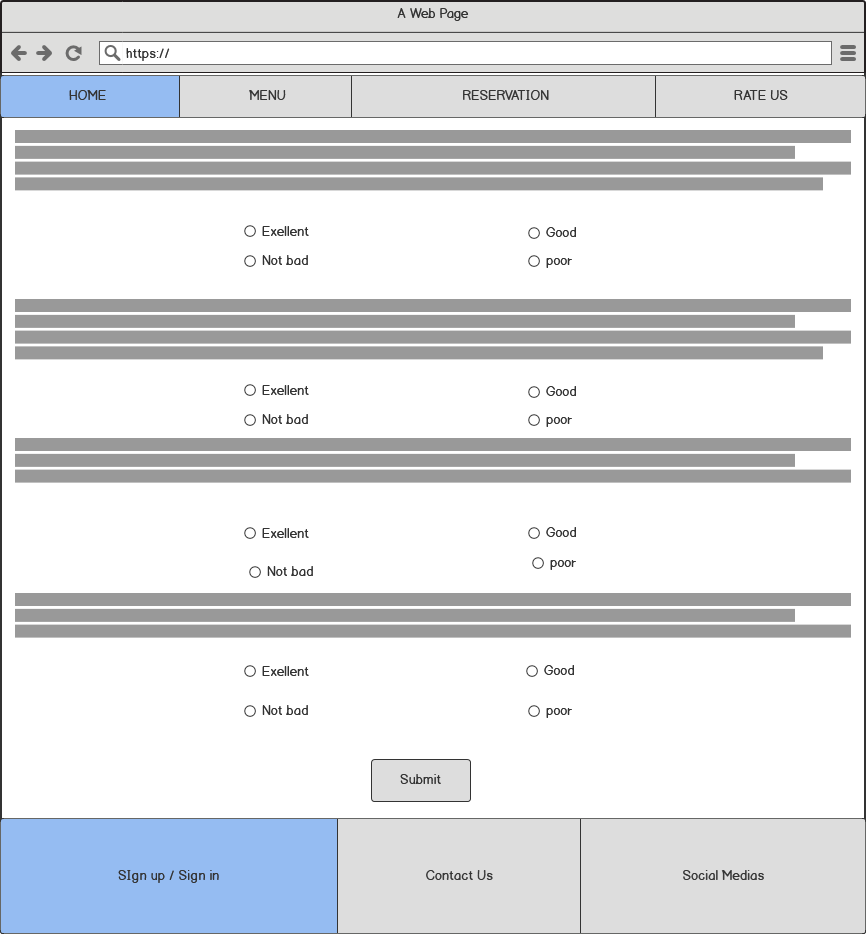 A Web Page
https://
HOME MENU RESERVATION RATE US
Exellent Good
Not bad poor
Exellent Good
Not bad poor
Exellent Good
Not bad poor
Exellent Good
Not bad poor
Submit
SIgn up / Sign in Contact Us Social Medias